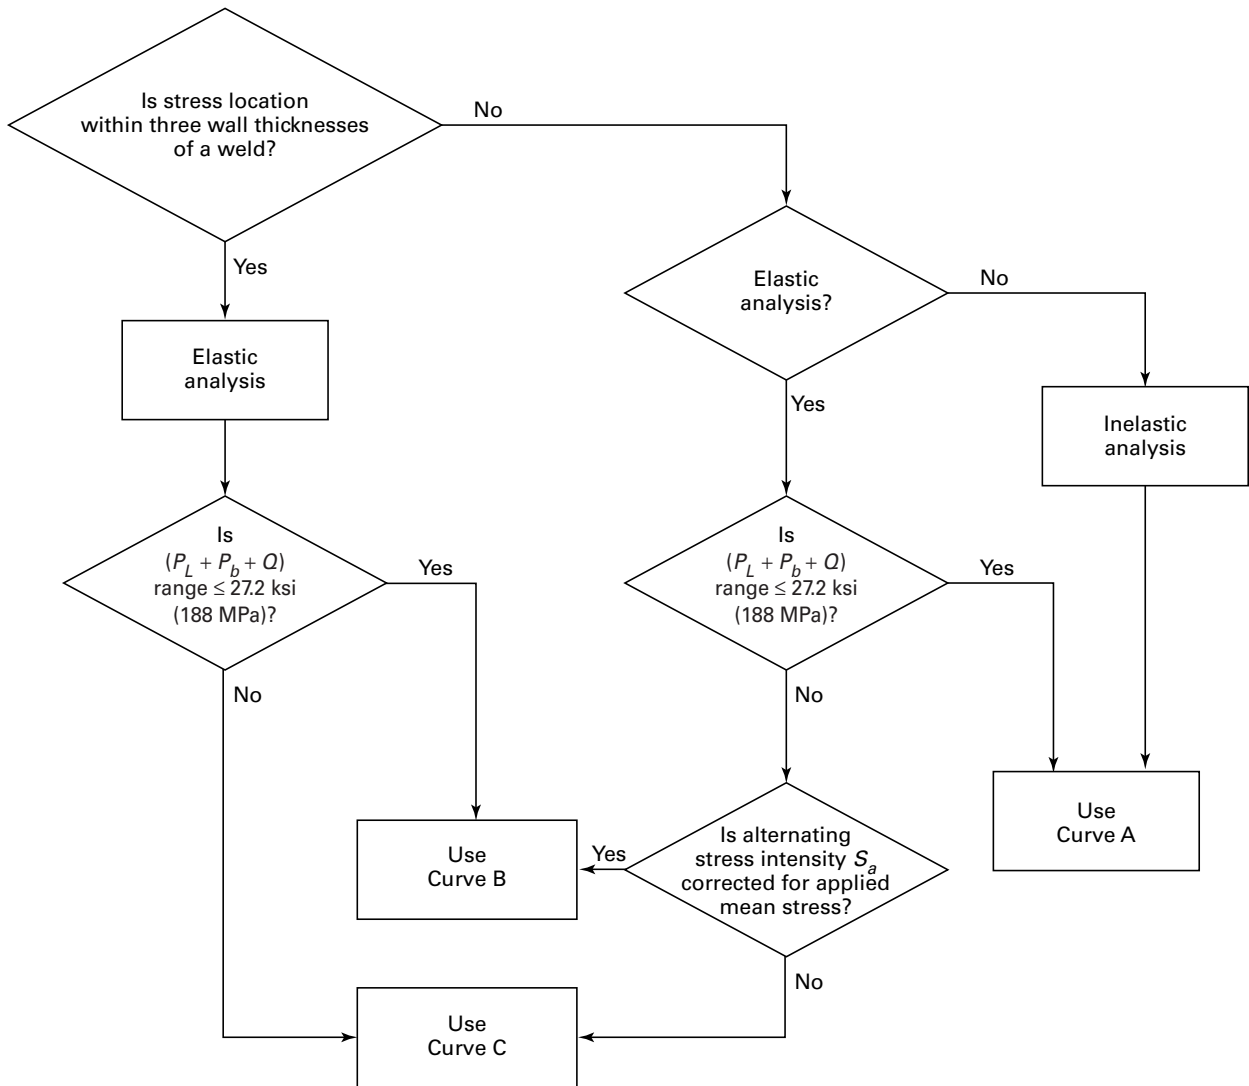 Is stress location
within three wall thicknesses
of a weld?
No
Yes
Elastic
analysis?
No
Elastic
analysis
Yes
Inelastic
analysis
Is
(P_L + P_b + Q)
range ≤ 27.2 ksi
(188 MPa)?
Yes
No
Is
(P_L + P_b + Q)
range ≤ 27.2 ksi
(188 MPa)?
Yes
No
Use
Curve A
Use
Curve B
Yes
Is alternating
stress intensity S_a
corrected for applied
mean stress?
No
Use
Curve C